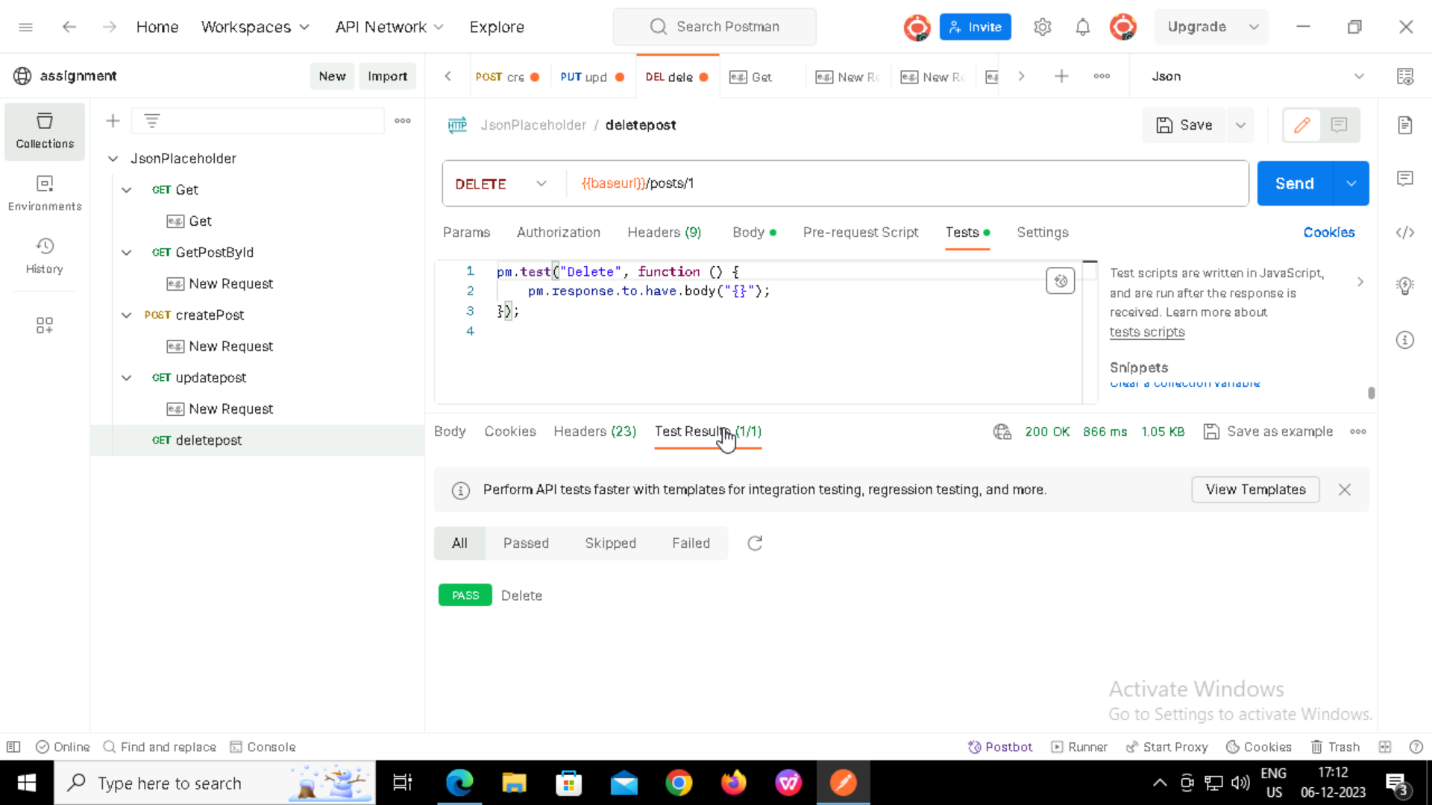 Home
Workspaces
API Network
Explore
Search Postman
Invite
Upgrade
assignment
New
Import
POST cre
PUT upd
DEL dele
Get
New Re
New Re
Json
Collections
Environments
History
JsonPlaceholder
GET Get
e.g. Get
GET GetPostById
e.g. New Request
POST createPost
e.g. New Request
GET updatepost
e.g. New Request
GET deletepost
HTTP JsonPlaceholder / deletepost
Save
DELETE
{{baseurl}}/posts/1
Send
Params
Authorization
Headers (9)
Body
Pre-request Script
Tests
Settings
Cookies
1 pm.test("Delete", function () {
2 pm.response.to.have.body("{}");
3 });
4
Test scripts are written in JavaScript,
and are run after the response is
received. Learn more about
tests scripts
Snippets
Clear a collection variable
Body
Cookies
Headers (23)
Test Results (1/1)
200 OK 866 ms 1.05 KB
Save as example
Perform API tests faster with templates for integration testing, regression testing, and more.
View Templates
All
Passed
Skipped
Failed
PASS Delete
Activate Windows
Go to Settings to activate Windows.
Online
Find and replace
Console
Postbot
Runner
Start Proxy
Cookies
Trash
Type here to search
ENG
US
17:12
06-12-2023
3